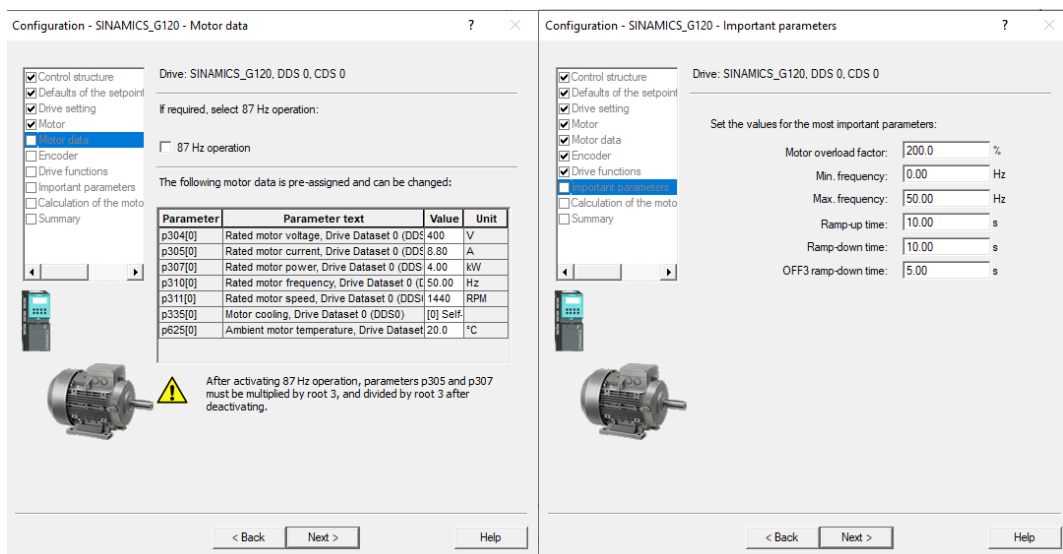 Configuration - SINAMICS_G120 - Motor data ? ×
Control structure
Defaults of the setpoint
Drive setting
Motor
Motor data
Encoder
Drive functions
Important parameters
Calculation of the moto
Summary
Drive: SINAMICS_G120, DDS 0, CDS 0
If required, select 87 Hz operation:
87 Hz operation
The following motor data is pre-assigned and can be changed:
Parameter Parameter text Value Unit
p304[0] Rated motor voltage, Drive Dataset 0 (DDS 400 V
p305[0] Rated motor current, Drive Dataset 0 (DDS 8.80 A
p307[0] Rated motor power, Drive Dataset 0 (DDS 4.00 kW
p310[0] Rated motor frequency, Drive Dataset 0 (D 50.00 Hz
p311[0] Rated motor speed, Drive Dataset 0 (DDS 1440 RPM
p335[0] Motor cooling, Drive Dataset 0 (DDS0) [0] Self-
p625[0] Ambient motor temperature, Drive Dataset 20.0 °C
After activating 87 Hz operation, parameters p305 and p307
must be multiplied by root 3, and divided by root 3 after
deactivating.
< Back Next > Help
Configuration - SINAMICS_G120 - Important parameters ? ×
Control structure
Defaults of the setpoint
Drive setting
Motor
Motor data
Encoder
Drive functions
Important parameters
Calculation of the moto
Summary
Drive: SINAMICS_G120, DDS 0, CDS 0
Set the values for the most important parameters:
Motor overload factor: 200.0 %
Min. frequency: 0.00 Hz
Max. frequency: 50.00 Hz
Ramp-up time: 10.00 s
Ramp-down time: 10.00 s
OFF3 ramp-down time: 5.00 s
< Back Next > Help